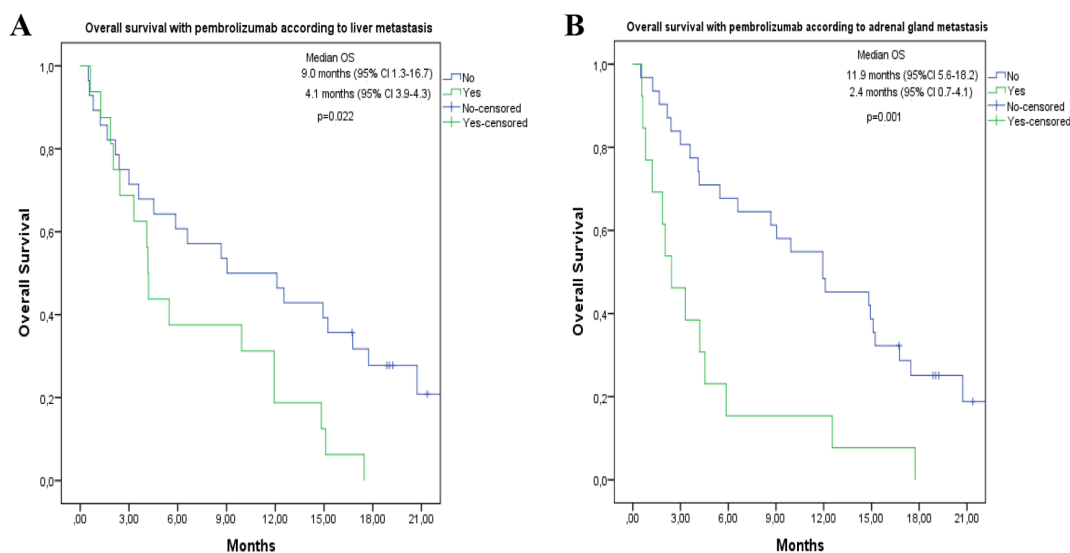 A
Overall survival with pembrolizumab according to liver metastasis
Median OS
9.0 months (95% CI 1.3-16.7)
4.1 months (95% CI 3.9-4.3)
p=0.022
No
Yes
No-censored
Yes-censored
Overall Survival
1,0
0,8
0,6
0,4
0,2
0,0
,00
3,00
6,00
9,00
12,00
15,00
18,00
21,00
Months
B
Overall survival with pembrolizumab according to adrenal gland metastasis
Median OS
11.9 months (95%CI 5.6-18.2)
2.4 months (95% CI 0.7-4.1)
p=0.001
No
Yes
No-censored
Yes-censored
Overall Survival
1,0
0,8
0,6
0,4
0,2
0,0
,00
3,00
6,00
9,00
12,00
15,00
18,00
21,00
Months